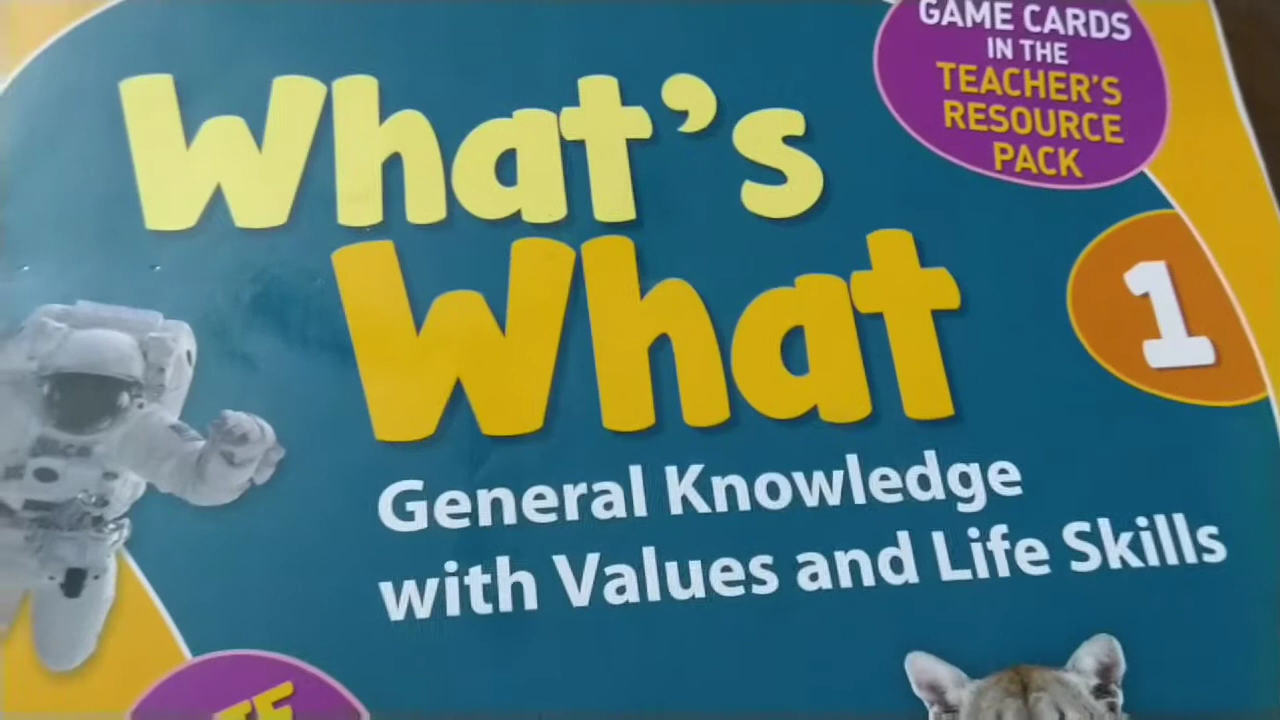 GAME CARDS
IN THE
TEACHER'S
RESOURCE
PACK
What's
What
1
General Knowledge
with Values and Life Skills